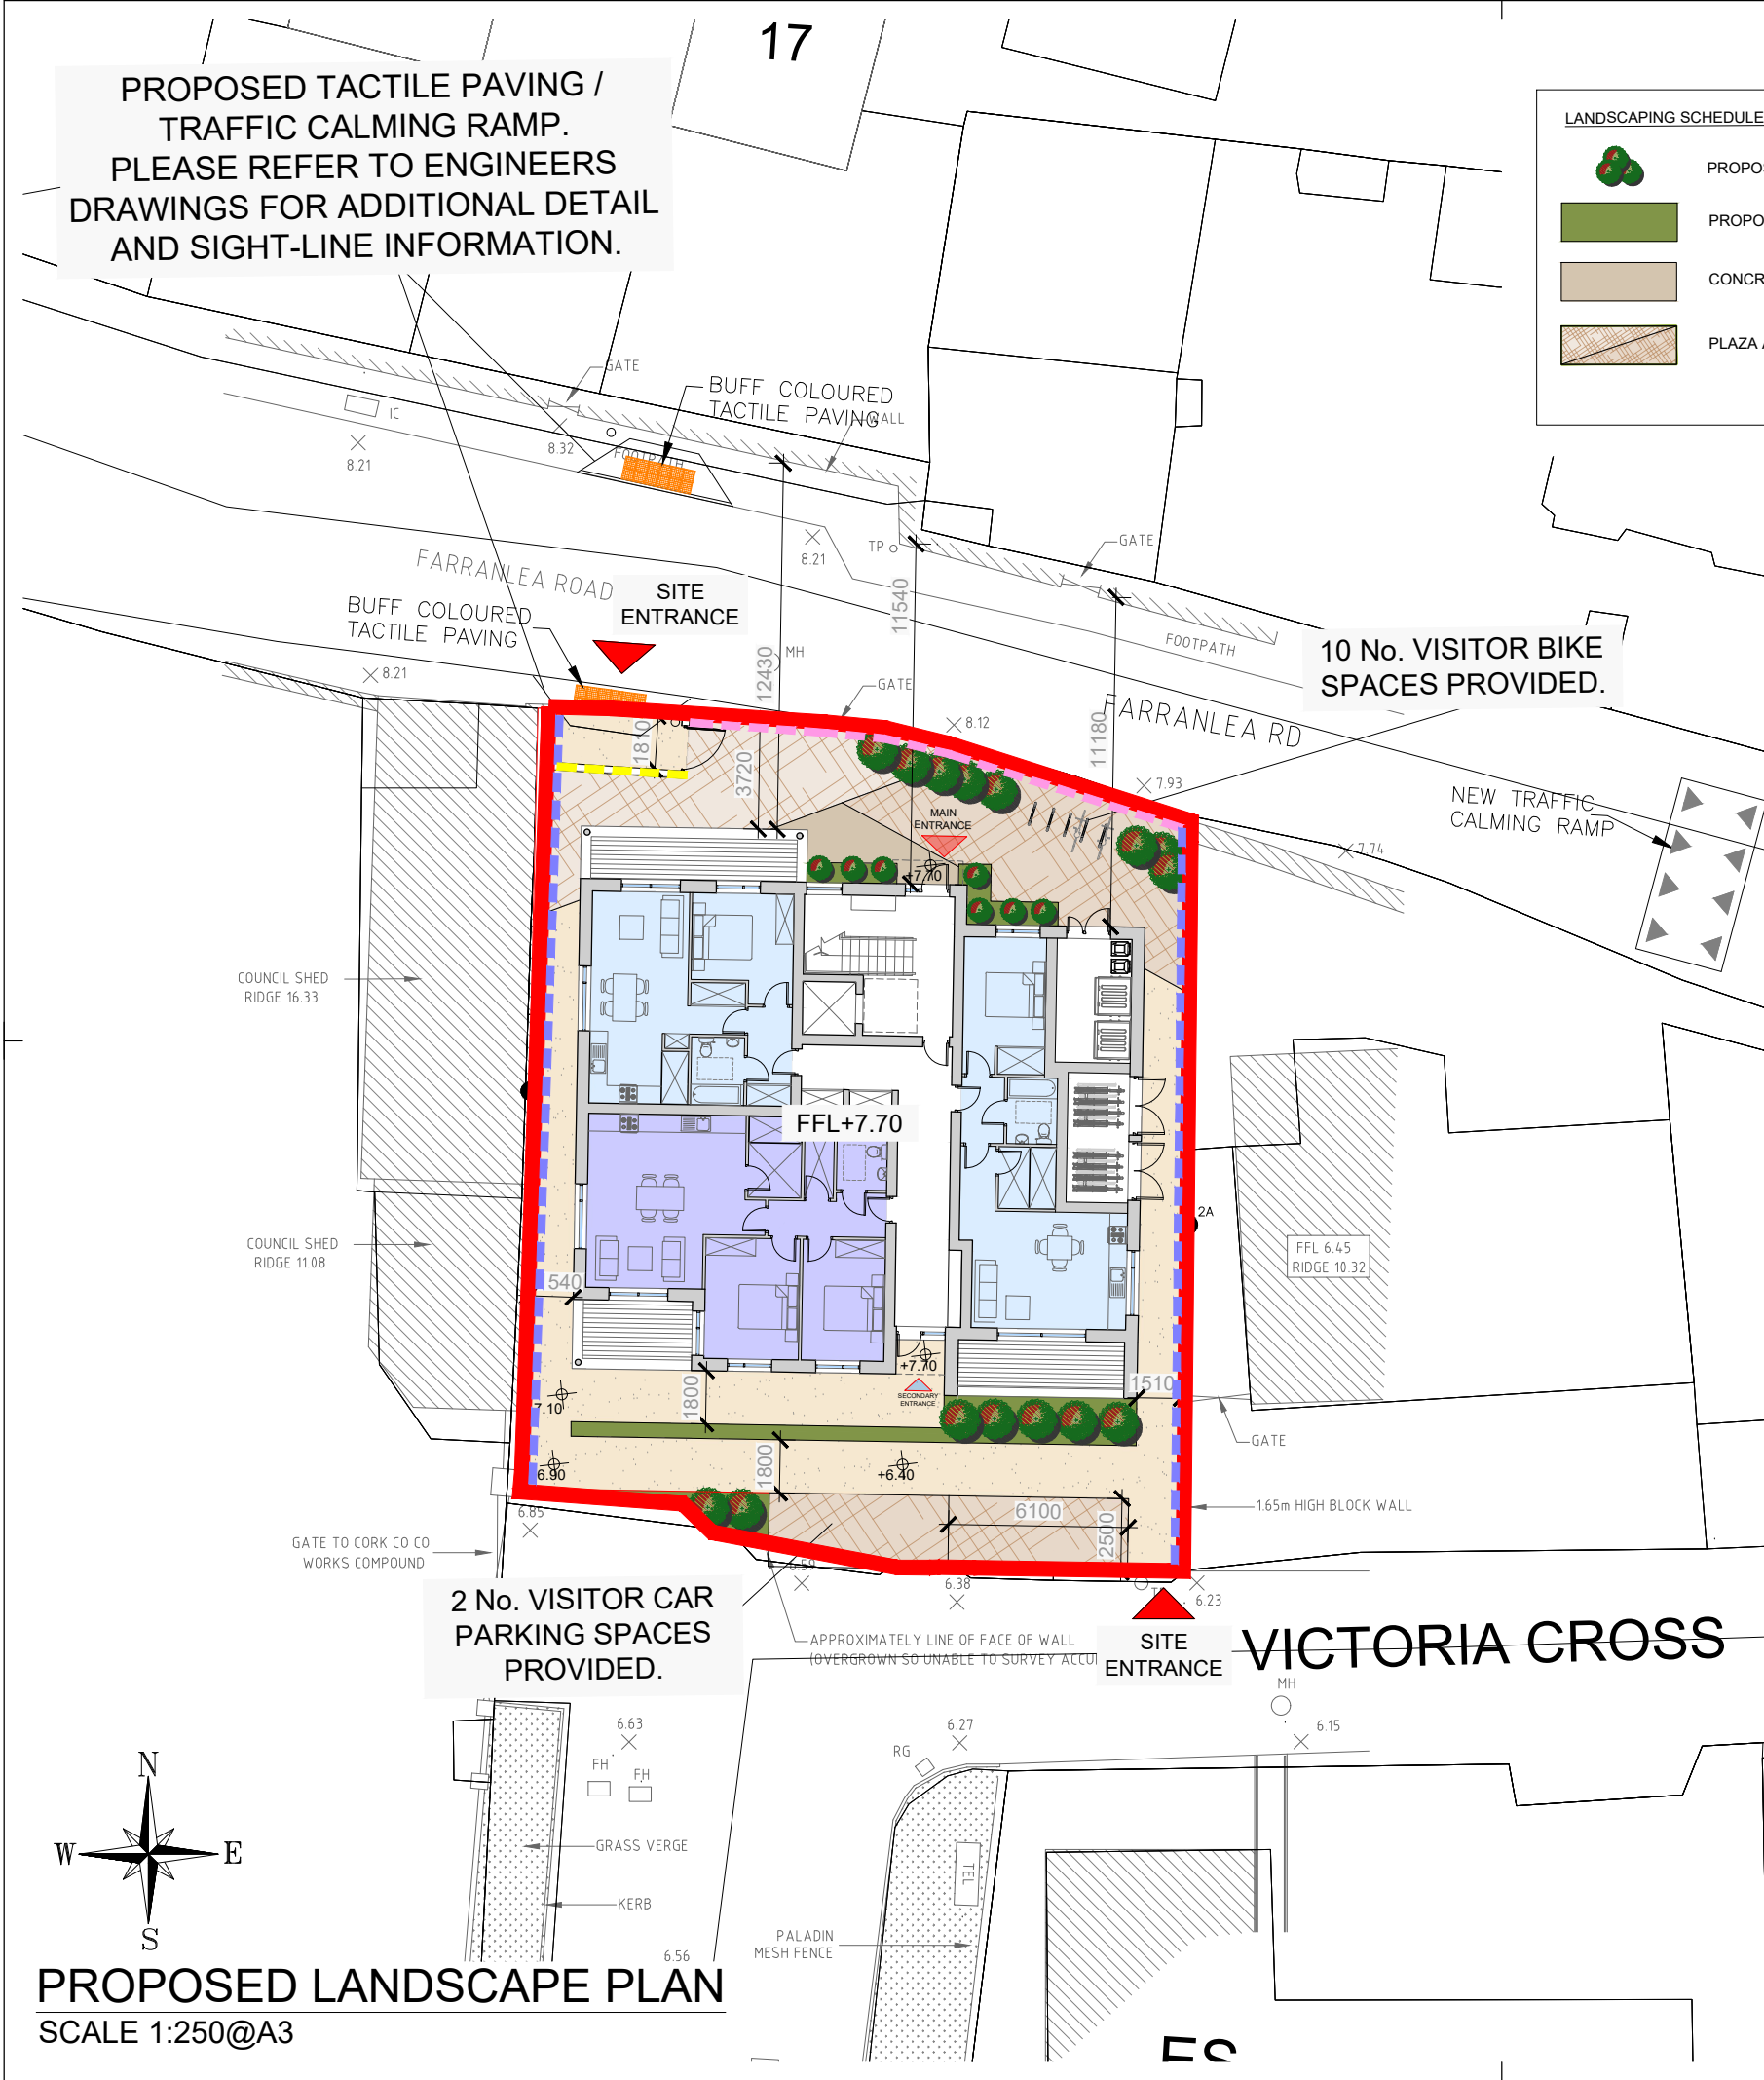 17
PROPOSED TACTILE PAVING /
TRAFFIC CALMING RAMP.
PLEASE REFER TO ENGINEERS
DRAWINGS FOR ADDITIONAL DETAIL
AND SIGHT-LINE INFORMATION.
LANDSCAPING SCHEDULE
CONCR
PLAZA
GATE
BUFF COLOURED
TACTILE PAVING
WALL
IC
8.32
8.21
FOOTPATH
8.21
TP
GATE
FARRANLEA ROAD
SITE
ENTRANCE
11540
BUFF COLOURED
TACTILE PAVING
12430
MH
FOOTPATH
10 No. VISITOR BIKE
SPACES PROVIDED.
8.21
GATE
8.12
11180
FARRANLEA RD
1810
3720
7.93
NEW TRAFFIC
CALMING RAMP
MAIN
ENTRANCE
7.74
+7.70
COUNCIL SHED
RIDGE 16.33
FFL+7.70
2A
COUNCIL SHED
RIDGE 11.08
FFL 6.45
RIDGE 10.32
540
+7.70
SECONDARY
ENTRANCE
1800
1510
7.10
GATE
6.90
1800
+6.40
6100
2500
1.65m HIGH BLOCK WALL
6.85
GATE TO CORK CO CO
WORKS COMPOUND
6.59
6.38
6.23
2 No. VISITOR CAR
PARKING SPACES
PROVIDED.
APPROXIMATELY LINE OF FACE OF WALL
(OVERGROWN SO UNABLE TO SURVEY
SITE
ENTRANCE
VICTORIA CROSS
MH
6.63
6.27
6.15
RG
FH
FH
N
W
E
S
GRASS VERGE
TEL
KERB
PALADIN
MESH FENCE
6.56
PROPOSED LANDSCAPE PLAN
SCALE 1:250@A3